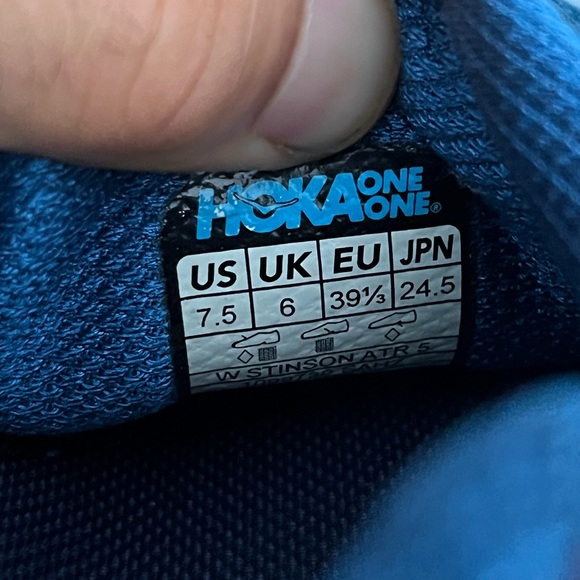 HOKA ONE ONE®
US UK EU JPN
7.5 6 39⅓ 24.5
W STINSON ATR 5